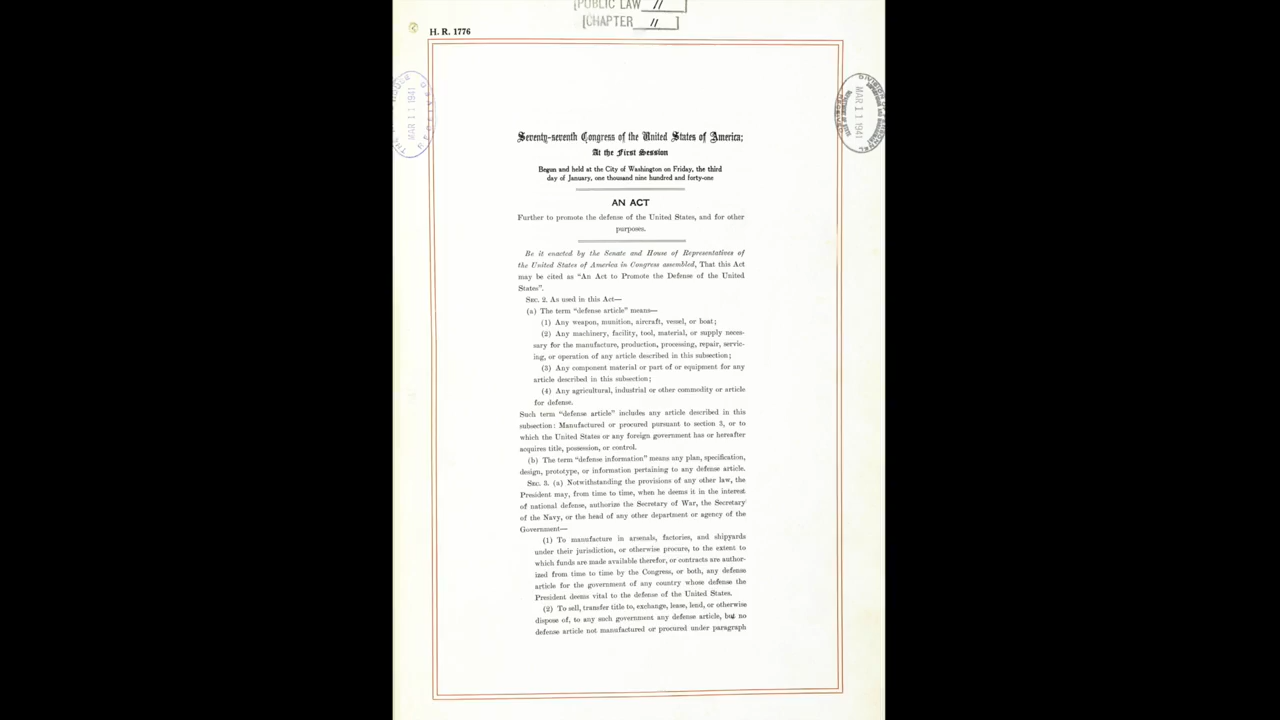 [PUBLIC LAW 11]
[CHAPTER 11]
H. R. 1776
MAR 11 1941
MAR 11 1941
Seventy-seventh Congress of the United States of America;
At the First Session
Begun and held at the City of Washington on Friday, the third
day of January, one thousand nine hundred and forty-one
AN ACT
Further to promote the defense of the United States, and for other
purposes.
Be it enacted by the Senate and House of Representatives of
the United States of America in Congress assembled, That this Act
may be cited as “An Act to Promote the Defense of the United
States”.
SEC. 2. As used in this Act—
(a) The term “defense article” means—
(1) Any weapon, munition, aircraft, vessel, or boat;
(2) Any machinery, facility, tool, material, or supply neces-
sary for the manufacture, production, processing, repair, servic-
ing, or operation of any article described in this subsection;
(3) Any component material or part of or equipment for any
article described in this subsection;
(4) Any agricultural, industrial or other commodity or article
for defense.
Such term “defense article” includes any article described in this
subsection: Manufactured or procured pursuant to section 3, or to
which the United States or any foreign government has or hereafter
acquires title, possession, or control.
(b) The term “defense information” means any plan, specification,
design, prototype, or information pertaining to any defense article.
SEC. 3. (a) Notwithstanding the provisions of any other law, the
President may, from time to time, when he deems it in the interest
of national defense, authorize the Secretary of War, the Secretary
of the Navy, or the head of any other department or agency of the
Government—
(1) To manufacture in arsenals, factories, and shipyards
under their jurisdiction, or otherwise procure, to the extent to
which funds are made available therefor, or contracts are author-
ized from time to time by the Congress, or both, any defense
article for the government of any country whose defense the
President deems vital to the defense of the United States.
(2) To sell, transfer title to, exchange, lease, lend, or otherwise
dispose of, to any such government any defense article, but no
defense article not manufactured or procured under paragraph